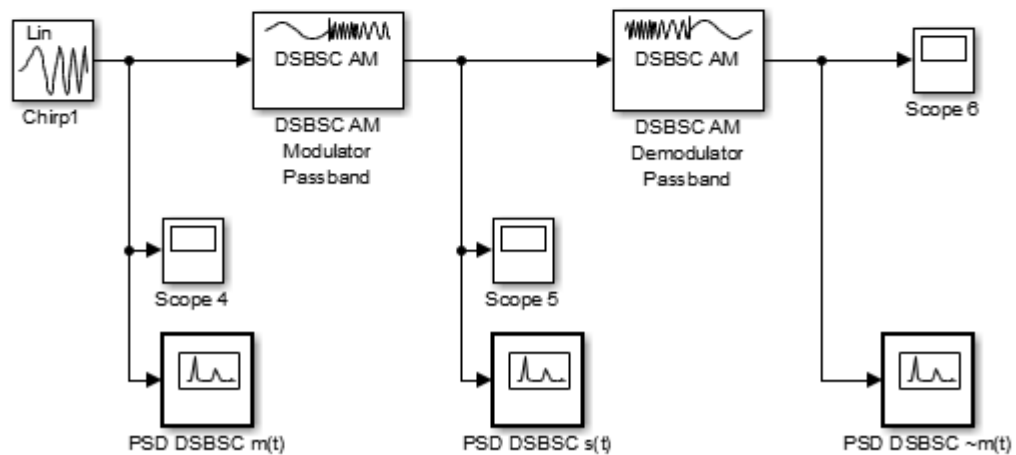 Lin
Chirp1
DSBSC AM
DSBSC AM
Modulator
Passband
DSBSC AM
DSBSC AM
Demodulator
Passband
Scope 6
Scope 4
Scope 5
PSD DSBSC m(t)
PSD DSBSC s(t)
PSD DSBSC ~m(t)